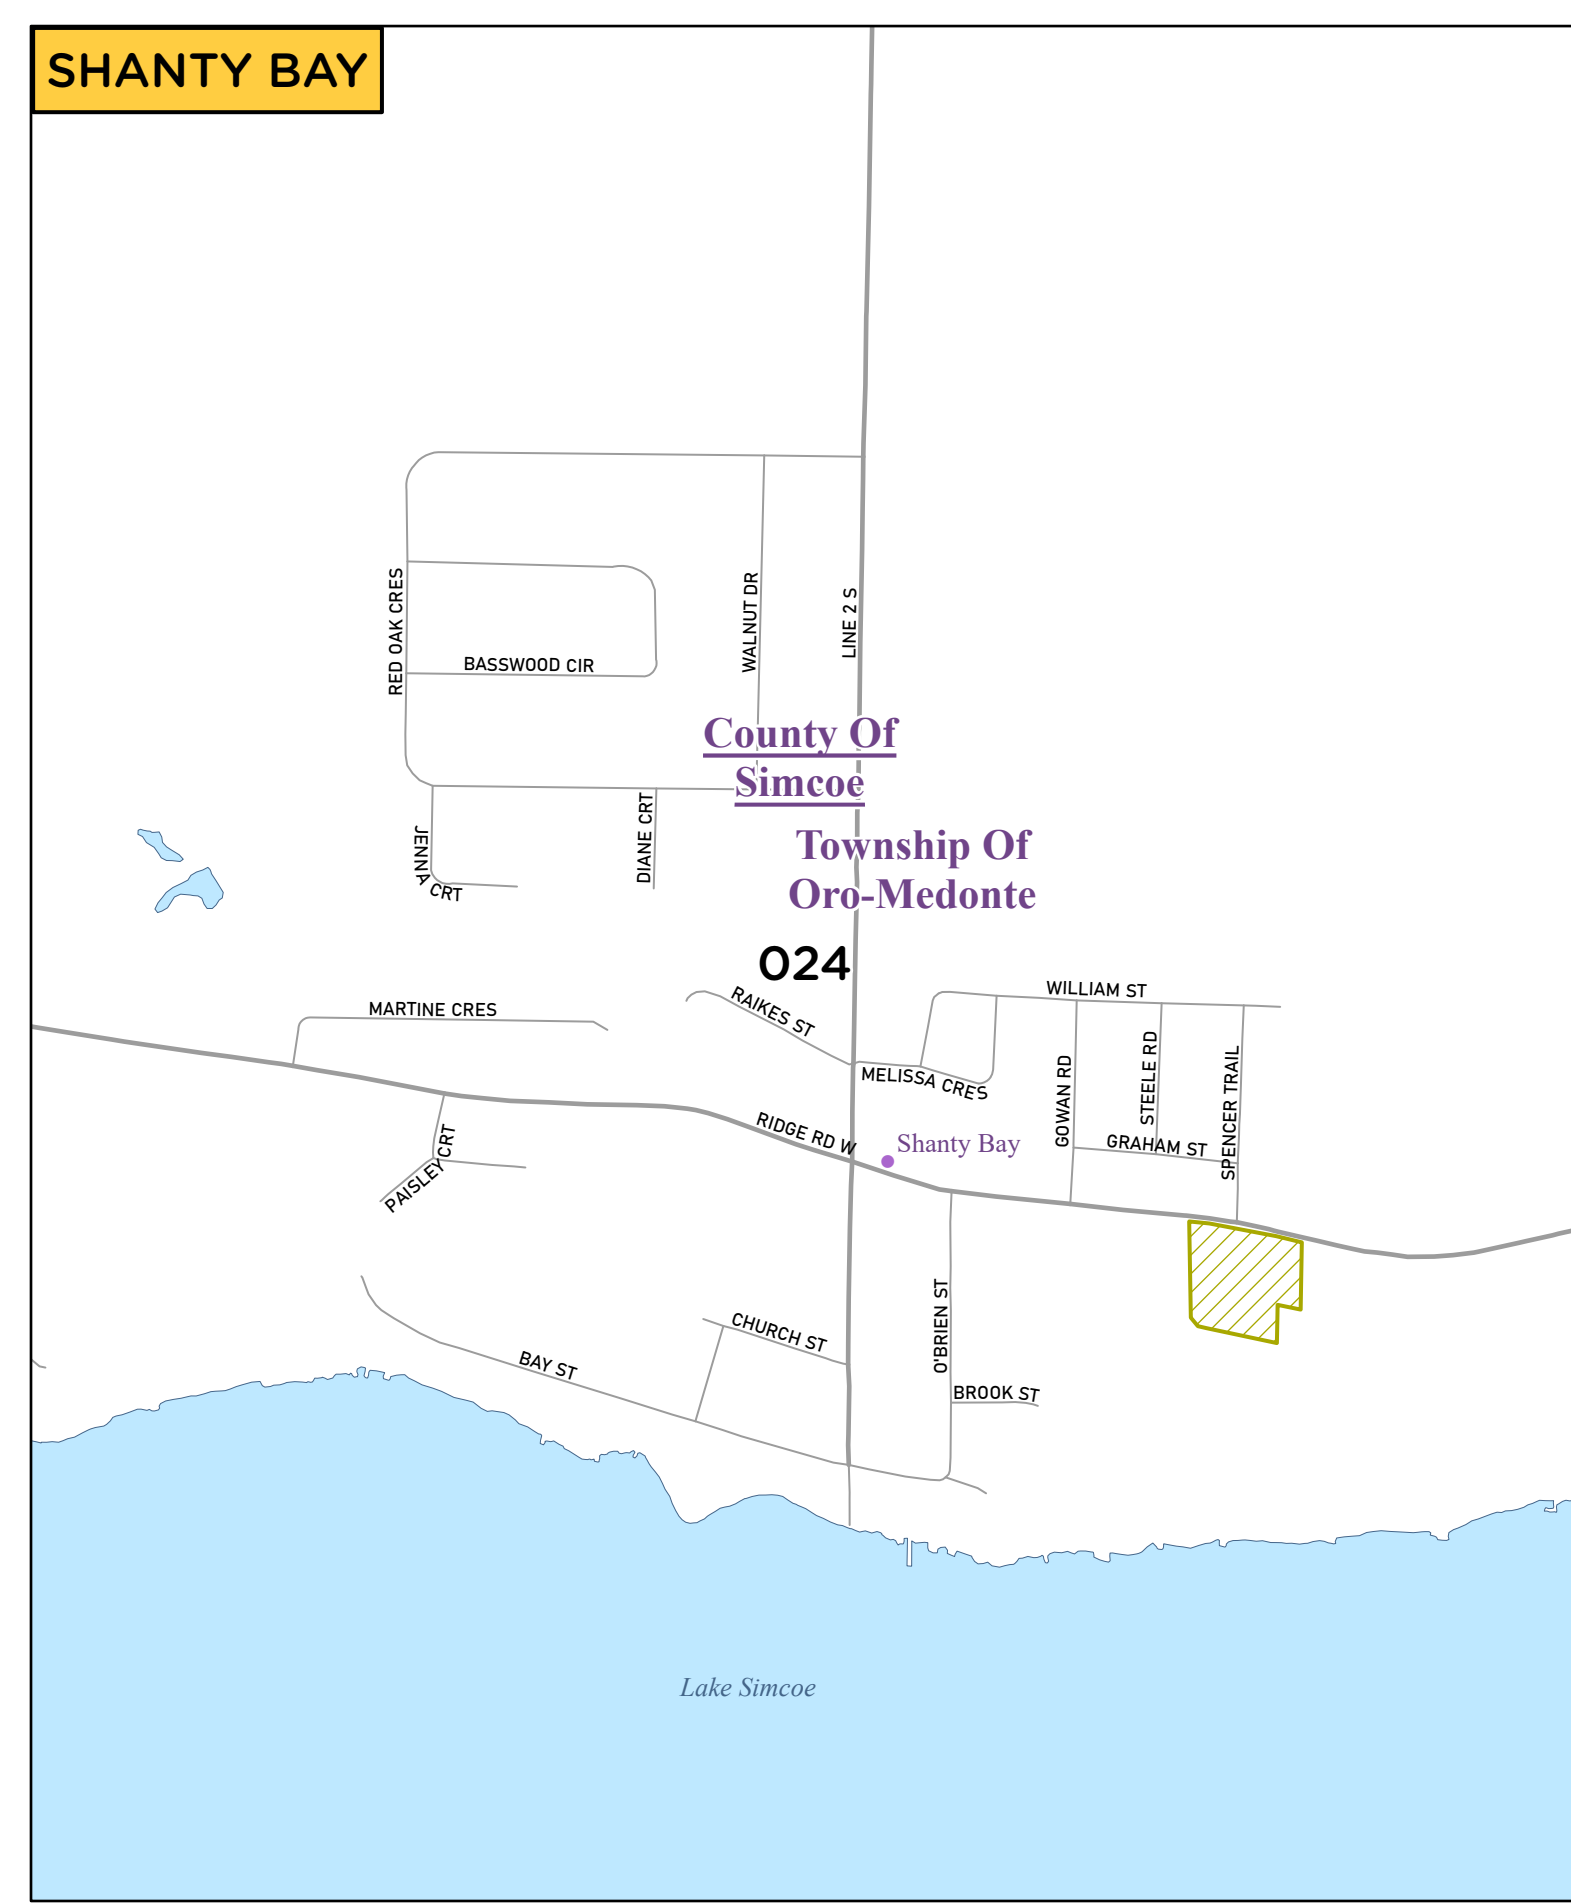 SHANTY BAY
RED OAK CRES
BASSWOOD CIR
WALNUT DR
LINE 2 S
County Of
Simcoe
JENNA CRT
DIANE CRT
Township Of
Oro-Medonte
024
MARTINE CRES
RAIKES ST
WILLIAM ST
MELISSA CRES
GOWAN RD
STEELE RD
SPENCER TRAIL
GRAHAM ST
RIDGE RD W
Shanty Bay
PAISLEY CRT
O'BRIEN ST
CHURCH ST
BAY ST
BROOK ST
Lake Simcoe